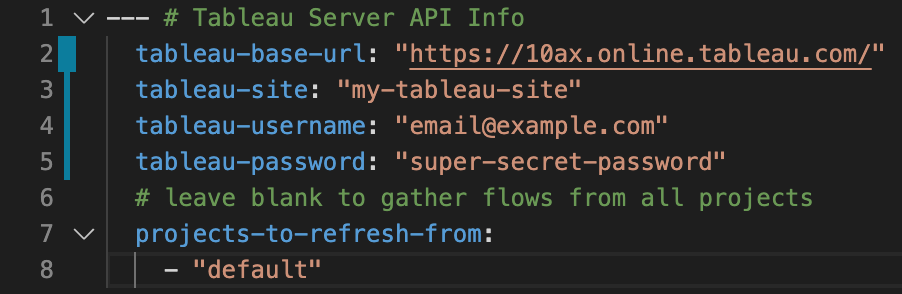 1 --- # Tableau Server API Info
2 tableau-base-url: "https://10ax.online.tableau.com/"
3 tableau-site: "my-tableau-site"
4 tableau-username: "email@example.com"
5 tableau-password: "super-secret-password"
6 # leave blank to gather flows from all projects
7 projects-to-refresh-from:
8 - "default"